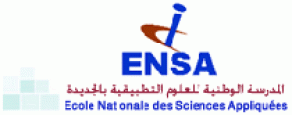 ENSA
المدرسة الوطنية للعلوم التطبيقية بالجديدة
Ecole Nationale des Sciences Appliquées